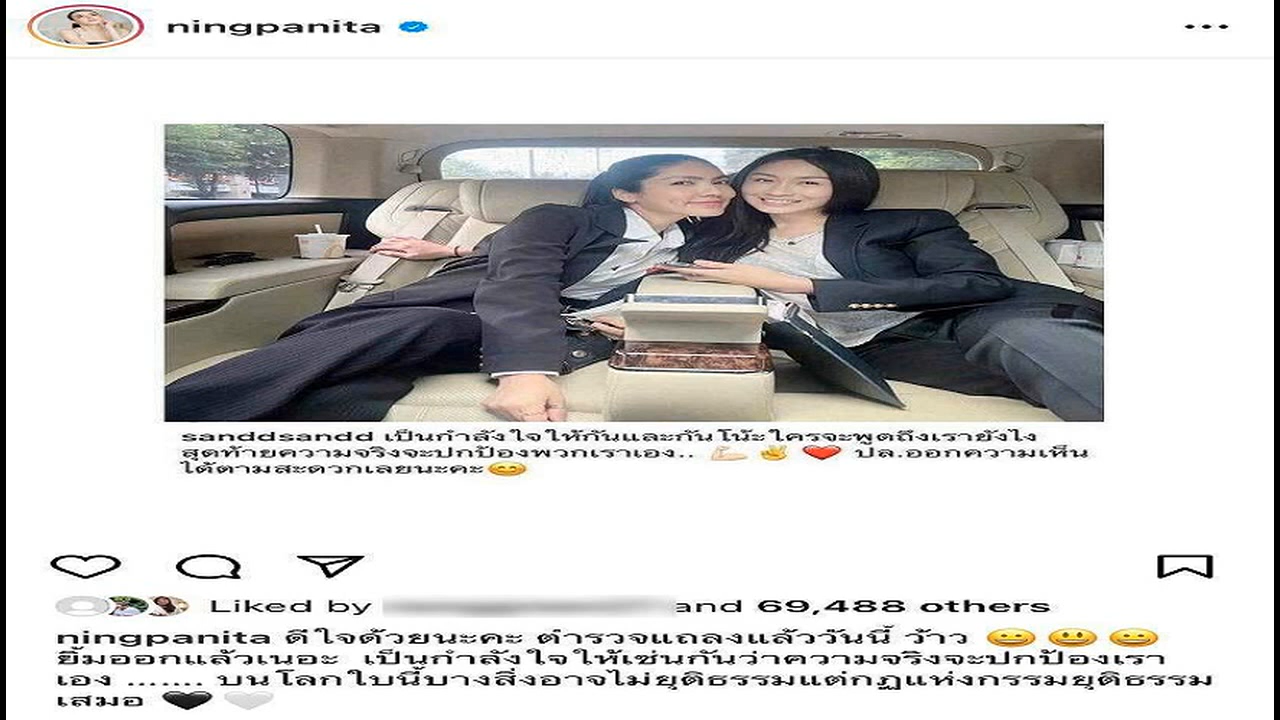 ningpanita
sanddsandd เป็นกำลังใจให้กันและกันโน้ะใครจะพูดถึงเรายังไง
สุดท้ายความจริงจะปกป้องพวกเราเอง.. 💪🏻✌🏻❤️ ปล.ออกความเห็น
ได้ตามสะดวกเลยนะคะ😊
Liked by and 69,488 others
ningpanita ดีใจด้วยนะคะ ตำรวจแถลงแล้ววันนี้ ว้าว 😀😃😀
ยิ้มออกแล้วเนอะ เป็นกำลังใจให้เช่นกันว่าความจริงจะปกป้องเรา
เอง ....... บนโลกใบนี้บางสิ่งอาจไม่ยุติธรรมแต่กฏแห่งกรรมยุติธรรม
เสมอ 🖤🤍